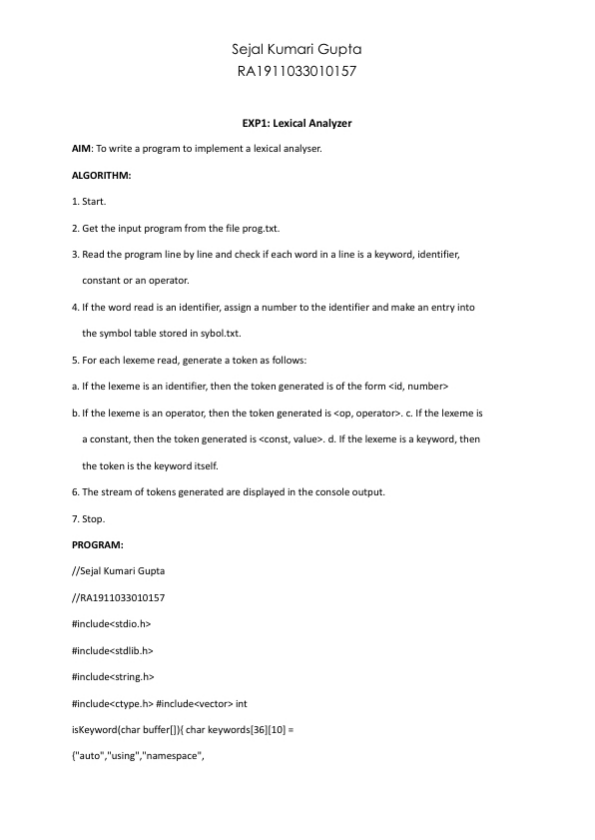 Sejal Kumari Gupta
RA1911033010157
EXP1: Lexical Analyzer
AIM: To write a program to implement a lexical analyser.
ALGORITHM:
1. Start.
2. Get the input program from the file prog.txt.
3. Read the program line by line and check if each word in a line is a keyword, identifier,
constant or an operator.
4. If the word read is an identifier, assign a number to the identifier and make an entry into
the symbol table stored in sybol.txt.
5. For each lexeme read, generate a token as follows:
a. If the lexeme is an identifier, then the token generated is of the form <id, number>
b. If the lexeme is an operator, then the token generated is <op, operator>. c. If the lexeme is
a constant, then the token generated is <const, value>. d. If the lexeme is a keyword, then
the token is the keyword itself.
6. The stream of tokens generated are displayed in the console output.
7. Stop.
PROGRAM:
//Sejal Kumari Gupta
//RA1911033010157
#include<stdio.h>
#include<stdlib.h>
#include<string.h>
#include<ctype.h> #include<vector> int
isKeyword(char buffer[]){ char keywords[36][10] =
{"auto","using","namespace",